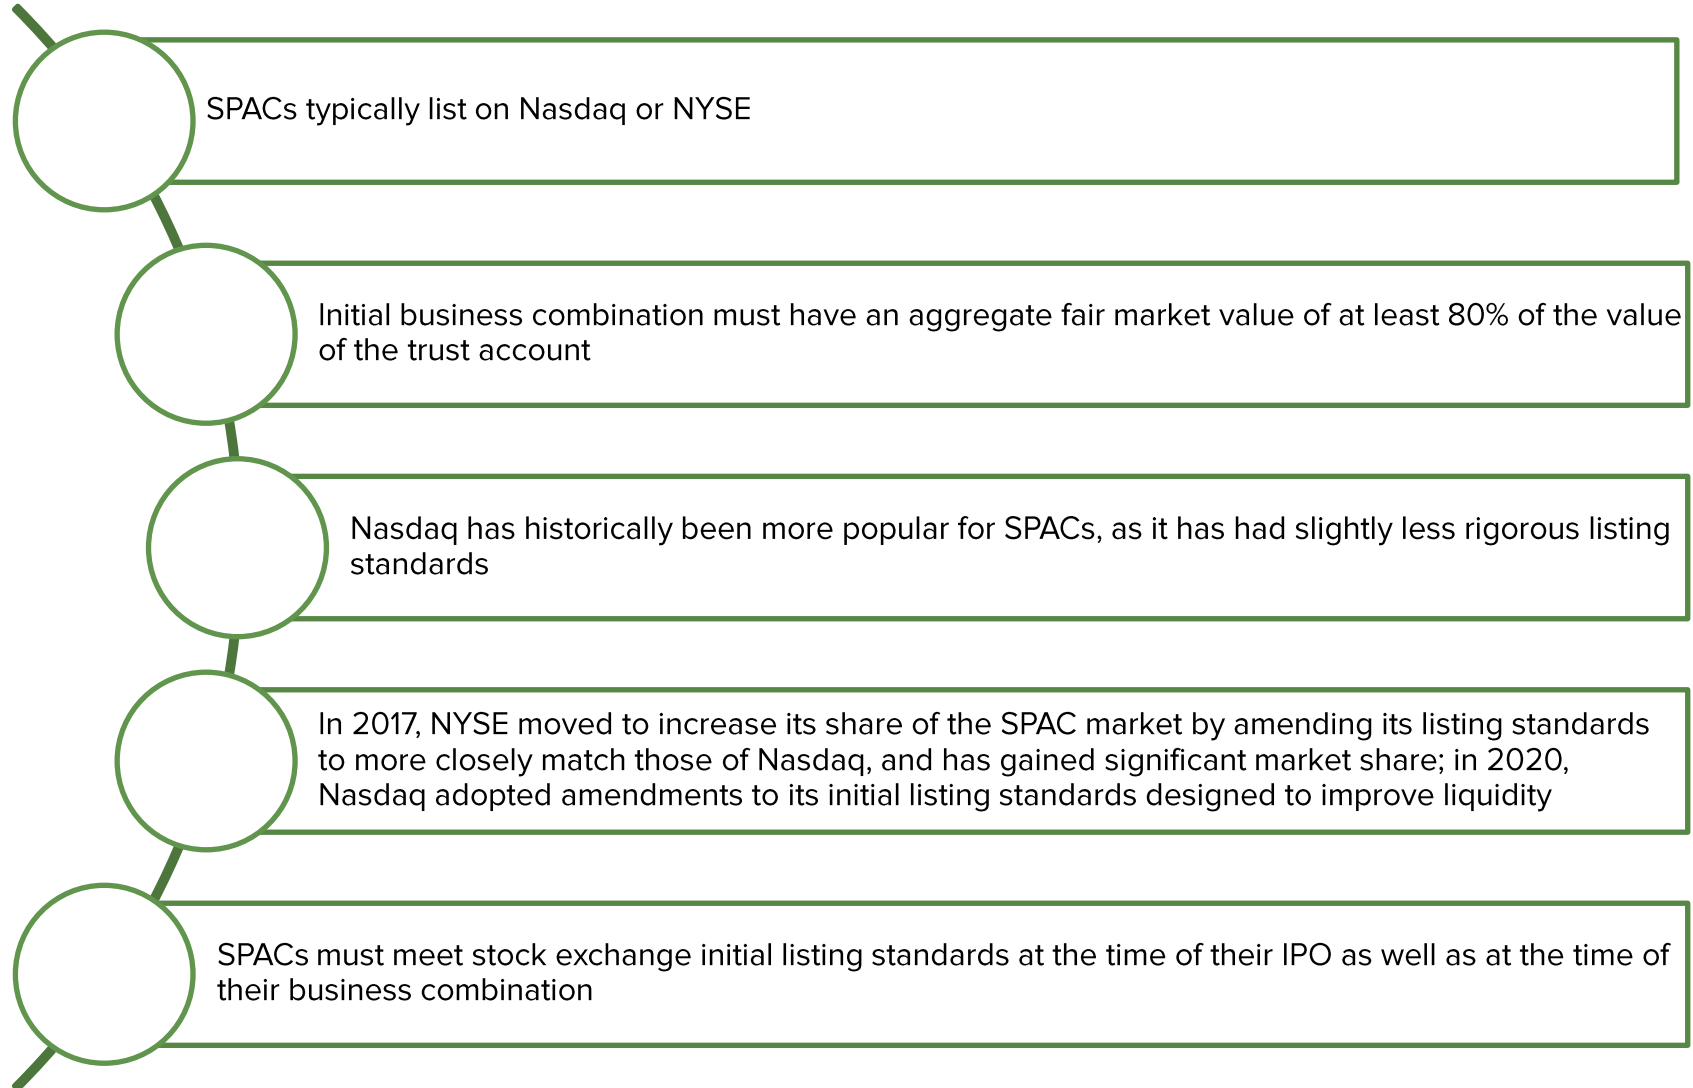 SPACs typically list on Nasdaq or NYSE
Initial business combination must have an aggregate fair market value of at least 80% of the value
of the trust account
Nasdaq has historically been more popular for SPACs, as it has had slightly less rigorous listing
standards
In 2017, NYSE moved to increase its share of the SPAC market by amending its listing standards
to more closely match those of Nasdaq, and has gained significant market share; in 2020,
Nasdaq adopted amendments to its initial listing standards designed to improve liquidity
SPACs must meet stock exchange initial listing standards at the time of their IPO as well as at the time of
their business combination